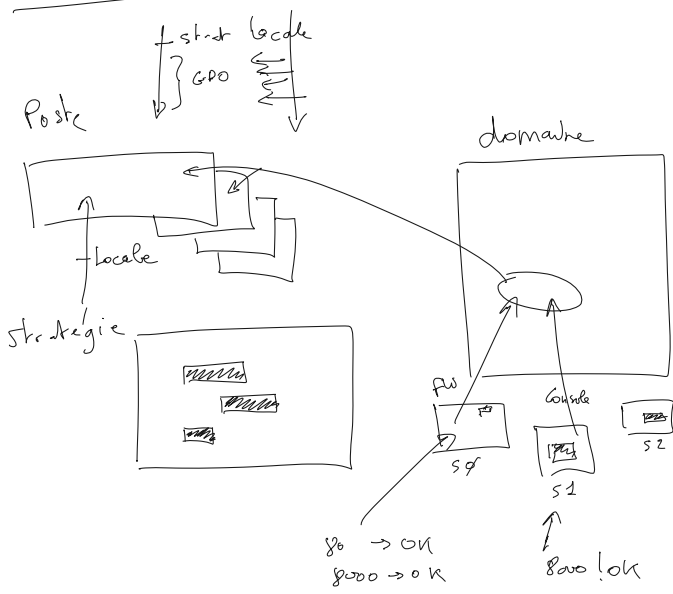 strat locale
GPO
Poste
domaine
Locale
stratégie
FW
Console
S0
S1
S2
80 → OK
8000 → OK
8000 !OK